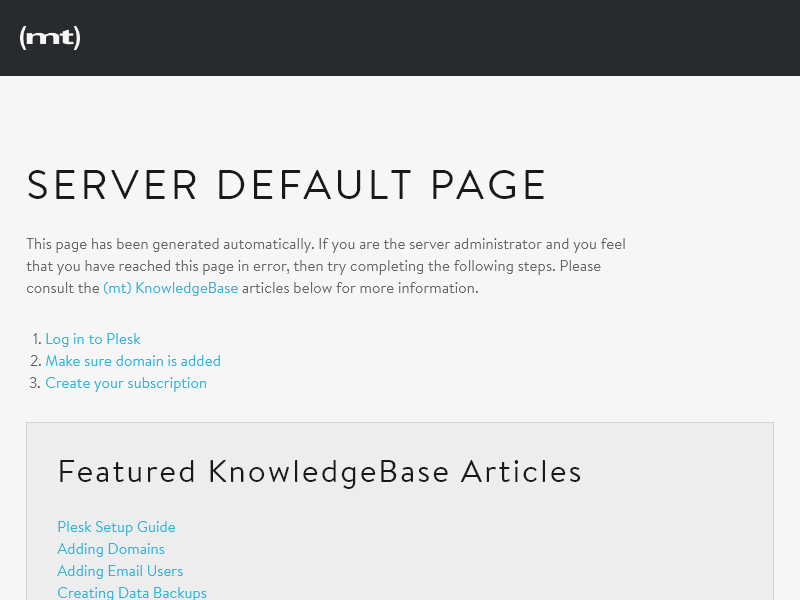 (mt)
SERVER DEFAULT PAGE
This page has been generated automatically. If you are the server administrator and you feel
that you have reached this page in error, then try completing the following steps. Please
consult the (mt) KnowledgeBase articles below for more information.
1. Log in to Plesk
2. Make sure domain is added
3. Create your subscription
Featured KnowledgeBase Articles
Plesk Setup Guide
Adding Domains
Adding Email Users
Creating Data Backups